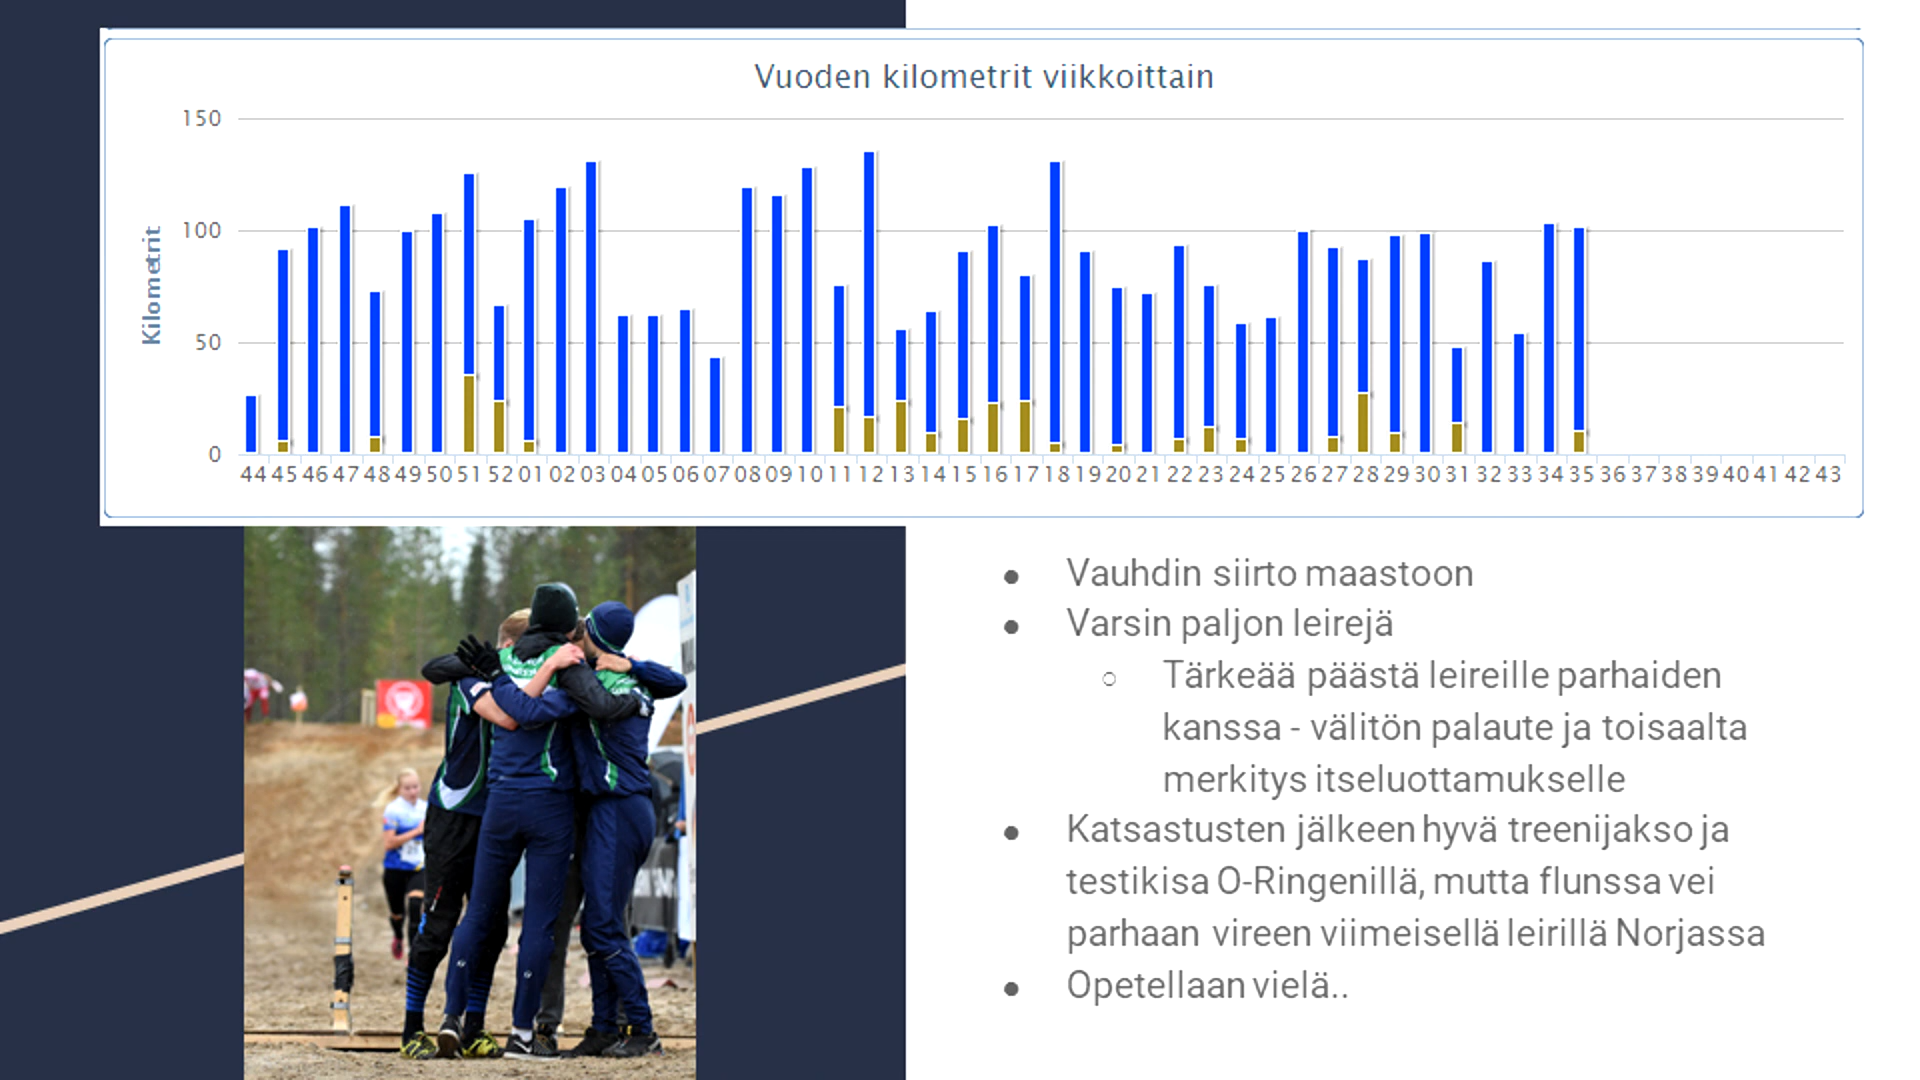 Vuoden kilometrit viikkoittain
Kilometrit
150
100
50
0
44 45 46 47 48 49 50 51 52 01 02 03 04 05 06 07 08 09 10 11 12 13 14 15 16 17 18 19 20 21 22 23 24 25 26 27 28 29 30 31 32 33 34 35 36 37 38 39 40 41 42 43
● Vauhdin siirto maastoon
● Varsin paljon leirejä
○ Tärkeää päästä leireille parhaiden
kanssa - välitön palaute ja toisaalta
merkitys itseluottamukselle
● Katsastusten jälkeen hyvä treenijakso ja
testikisa O-Ringenillä, mutta flunssa vei
parhaan vireen viimeisellä leirillä Norjassa
● Opetellaan vielä..